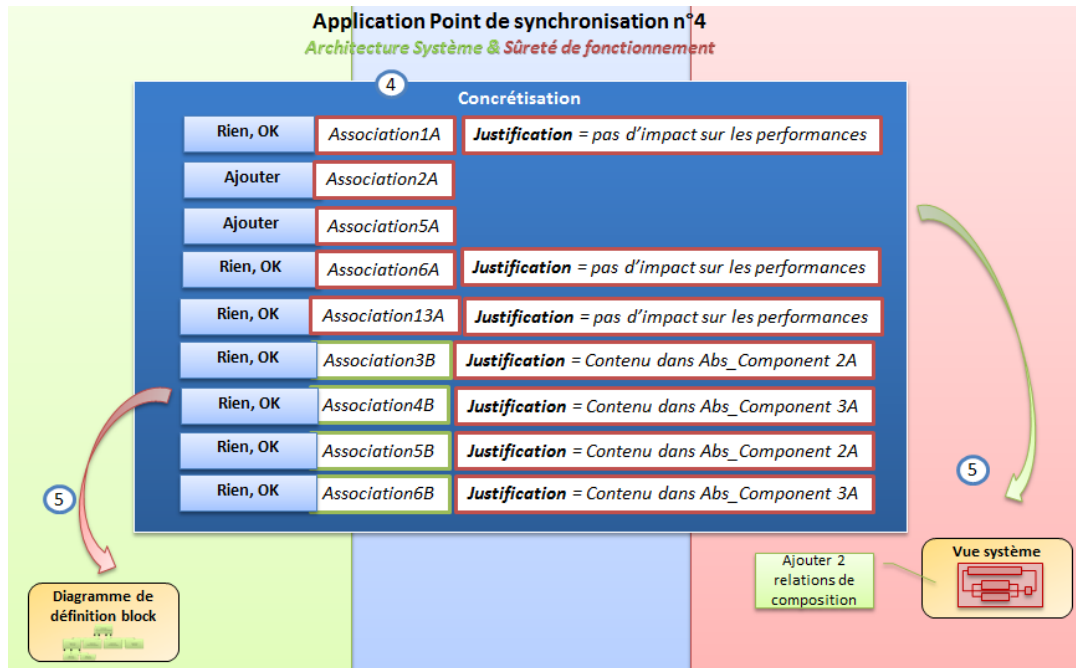 Application Point de synchronisation n°4
Architecture Système & Sûreté de fonctionnement
4
Concrétisation
Rien, OK Association1A Justification = pas d'impact sur les performances
Ajouter Association2A
Ajouter Association5A
Rien, OK Association6A Justification = pas d'impact sur les performances
Rien, OK Association13A Justification = pas d'impact sur les performances
Rien, OK Association3B Justification = Contenu dans Abs_Component 2A
Rien, OK Association4B Justification = Contenu dans Abs_Component 3A
Rien, OK Association5B Justification = Contenu dans Abs_Component 2A
Rien, OK Association6B Justification = Contenu dans Abs_Component 3A
5
5
Diagramme de
définition block
Ajouter 2
relations de
composition
Vue système